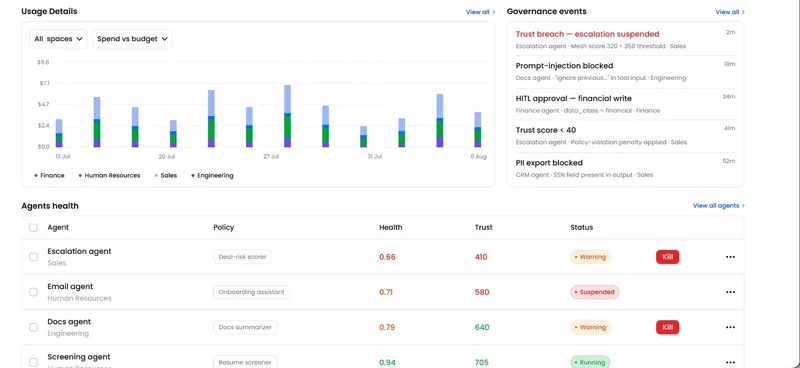 Usage Details
View all ›
All spaces
Spend vs budget
$9.8
$7.1
$4.7
$2.4
$0.0
13 Jul
20 Jul
27 Jul
31 Jul
6 Aug
Finance
Human Resources
Sales
Engineering
Governance events
View all ›
Trust breach — escalation suspended
2m
Escalation agent · Mesh score 320 < 350 threshold · Sales
Prompt-injection blocked
18m
Docs agent · "ignore previous..." in tool input · Engineering
HITL approval — financial write
34m
Finance agent · data_class = financial · Finance
Trust score < 40
41m
Escalation agent · Policy-violation penalty applied · Sales
PII export blocked
52m
CRM agent · SSN field present in output · Sales
Agents health
View all agents ›
Agent Policy Health Trust Status
Escalation agent
Sales
Deal-risk scorer
0.66
410
Warning
Kill
Email agent
Human Resources
Onboarding assistant
0.71
580
Suspended
Docs agent
Engineering
Docs summarizer
0.79
640
Warning
Kill
Screening agent
Human Resources
Resume screener
0.94
705
Running